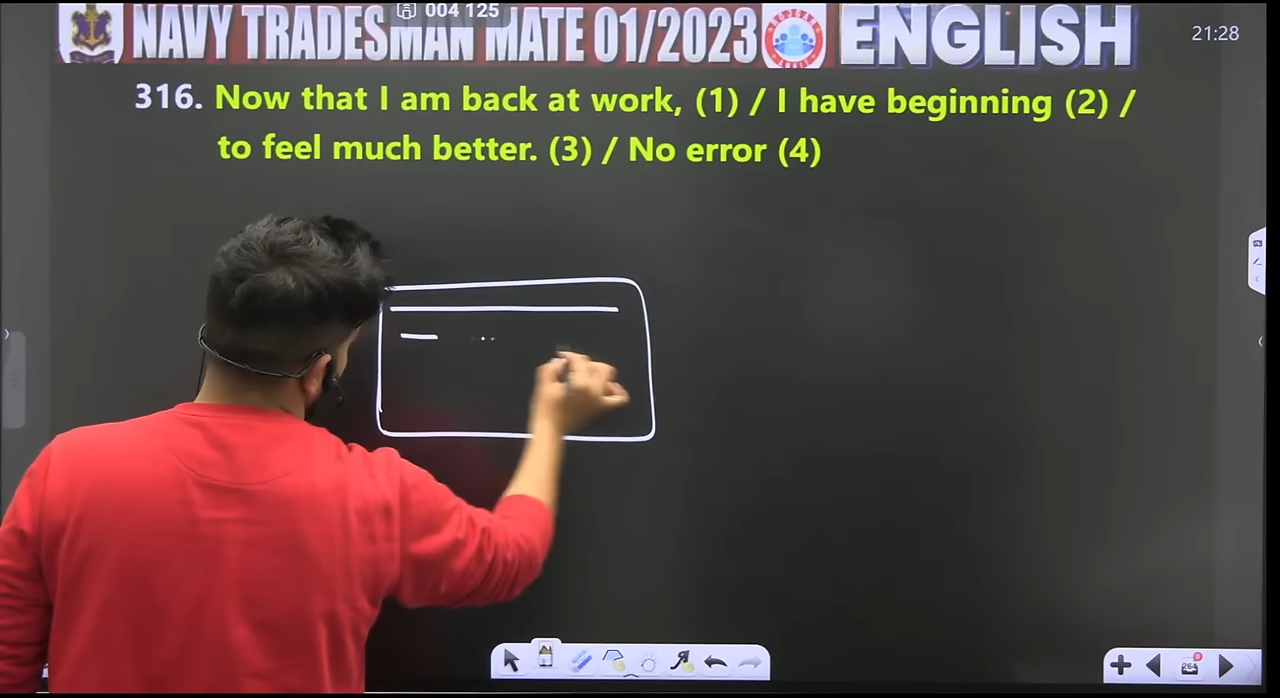 004 125
NAVY TRADESMAN MATE 01/2023 ENGLISH
21:28
316. Now that I am back at work, (1) / I have beginning (2) /
to feel much better. (3) / No error (4)
264